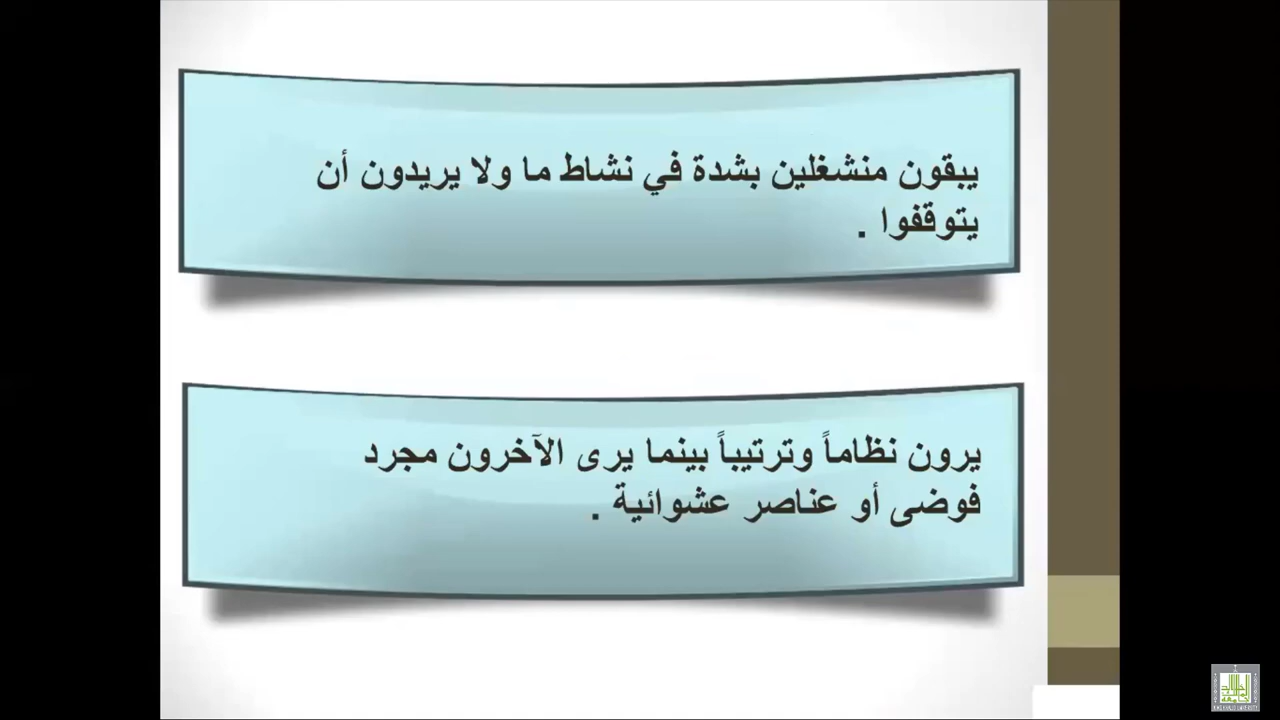 يبقون منشغلين بشدة في نشاط ما ولا يريدون أن
يتوقفوا .
يرون نظاماً وترتيباً بينما يرى الآخرون مجرد
فوضى أو عناصر عشوائية .